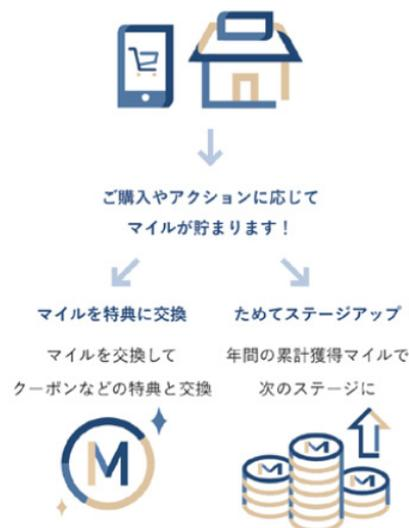 ご購入やアクションに応じて
マイルが貯まります！
マイルを特典に交換
マイルを交換して
クーポンなどの特典と交換
ためてステージアップ
年間の累計獲得マイルで
次のステージに
M
M
M
M